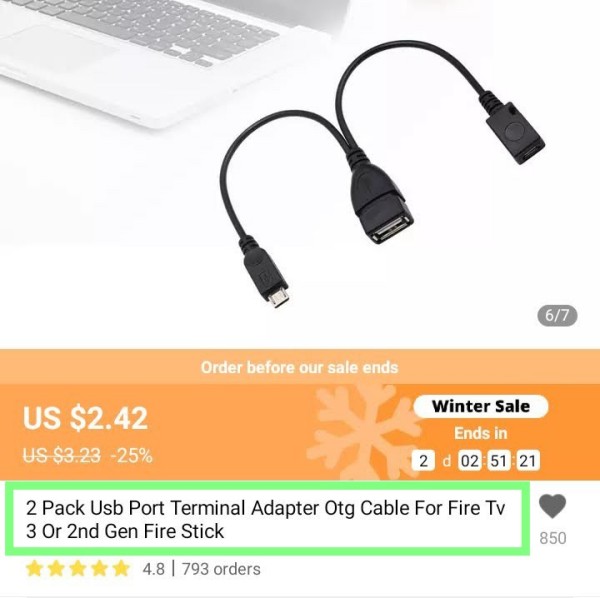 6/7
Order before our sale ends
US $2.42
US $3.23 -25%
Winter Sale
Ends in
2 d 02:51:21
2 Pack Usb Port Terminal Adapter Otg Cable For Fire Tv
3 Or 2nd Gen Fire Stick
850
4.8 | 793 orders